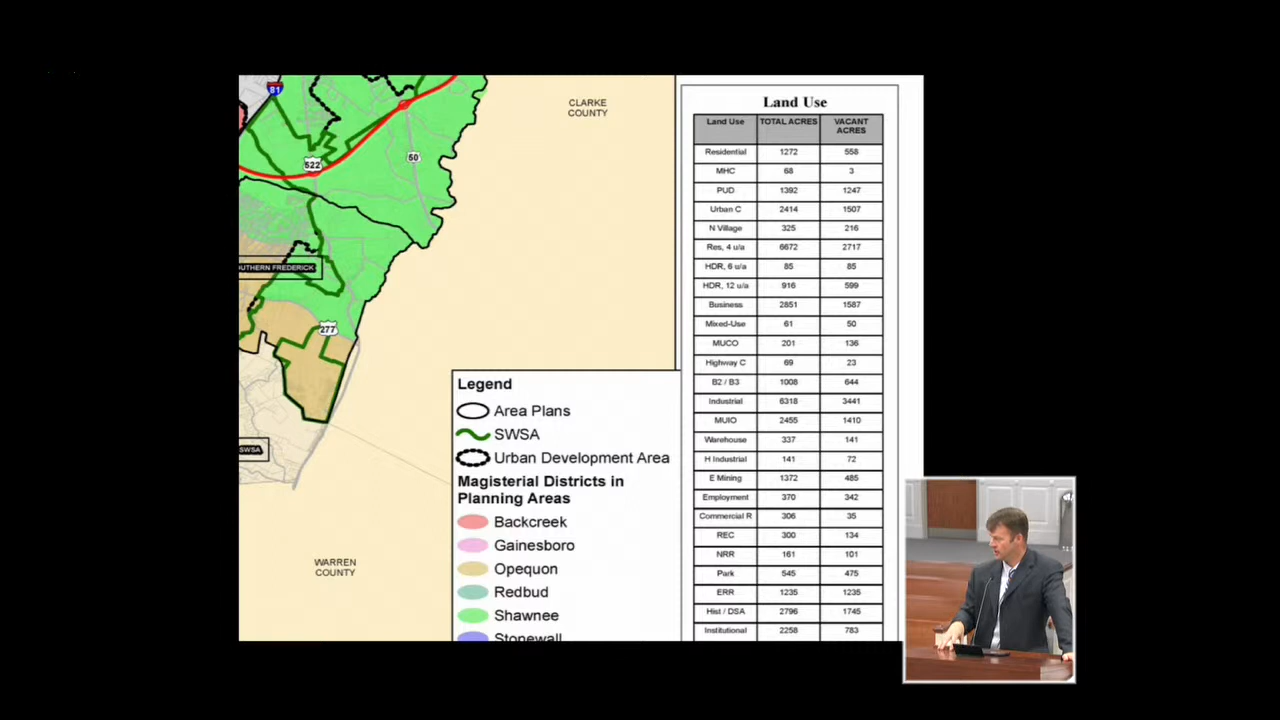 81
CLARKE
COUNTY
522
50
UTHERN FREDERICK
277
SWSA
WARREN
COUNTY
Legend
Area Plans
SWSA
Urban Development Area
Magisterial Districts in
Planning Areas
Backcreek
Gainesboro
Opequon
Redbud
Shawnee
Stonewall
Land Use
Land Use TOTAL ACRES VACANT ACRES
Residential 1272 558
MHC 68 3
PUD 1392 1247
Urban C 2414 1507
N Village 325 216
Res, 4 u/a 6672 2717
HDR, 6 u/a 85 85
HDR, 12 u/a 916 599
Business 2851 1587
Mixed-Use 61 50
MUCO 201 136
Highway C 69 23
B2 / B3 1008 644
Industrial 6318 3441
MUIO 2455 1410
Warehouse 337 141
H Industrial 141 72
E Mining 1372 485
Employment 370 342
Commercial R 306 35
REC 300 134
NRR 161 101
Park 545 475
ERR 1235 1235
Hist / DSA 2796 1745
Institutional 2258 783